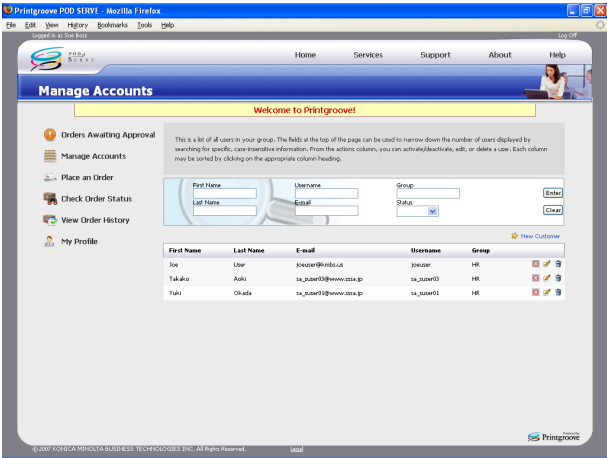 Printgroove POD SERVE - Mozilla Firefox
File Edit View History Bookmarks Tools Help
Logged in as Sue Boss Log Off
POD
SERVE
Home Services Support About Help
Manage Accounts
Welcome to Printgroove!
Orders Awaiting Approval
Manage Accounts
Place an Order
Check Order Status
View Order History
My Profile
This is a list of all users in your group. The fields at the top of the page can be used to narrow down the number of users displayed by
searching for specific, case-insensitive information. From the actions column, you can activate/deactivate, edit, or delete a user. Each column
may be sorted by clicking on the appropriate column heading.
First Name Username Group
Enter
Last Name E-mail Status
Clear
New Customer
First Name Last Name E-mail Username Group
Joe User joeuser@kmbs.us joeuser HR
Takako Aoki sa_suser03@www.sssa.jp sa_suser03 HR
Yuki Okada sa_suser01@www.sssa.jp sa_suser01 HR
Powered By
Printgroove
© 2007 KONICA MINOLTA BUSINESS TECHNOLOGIES INC. All Rights Reserved. Legal